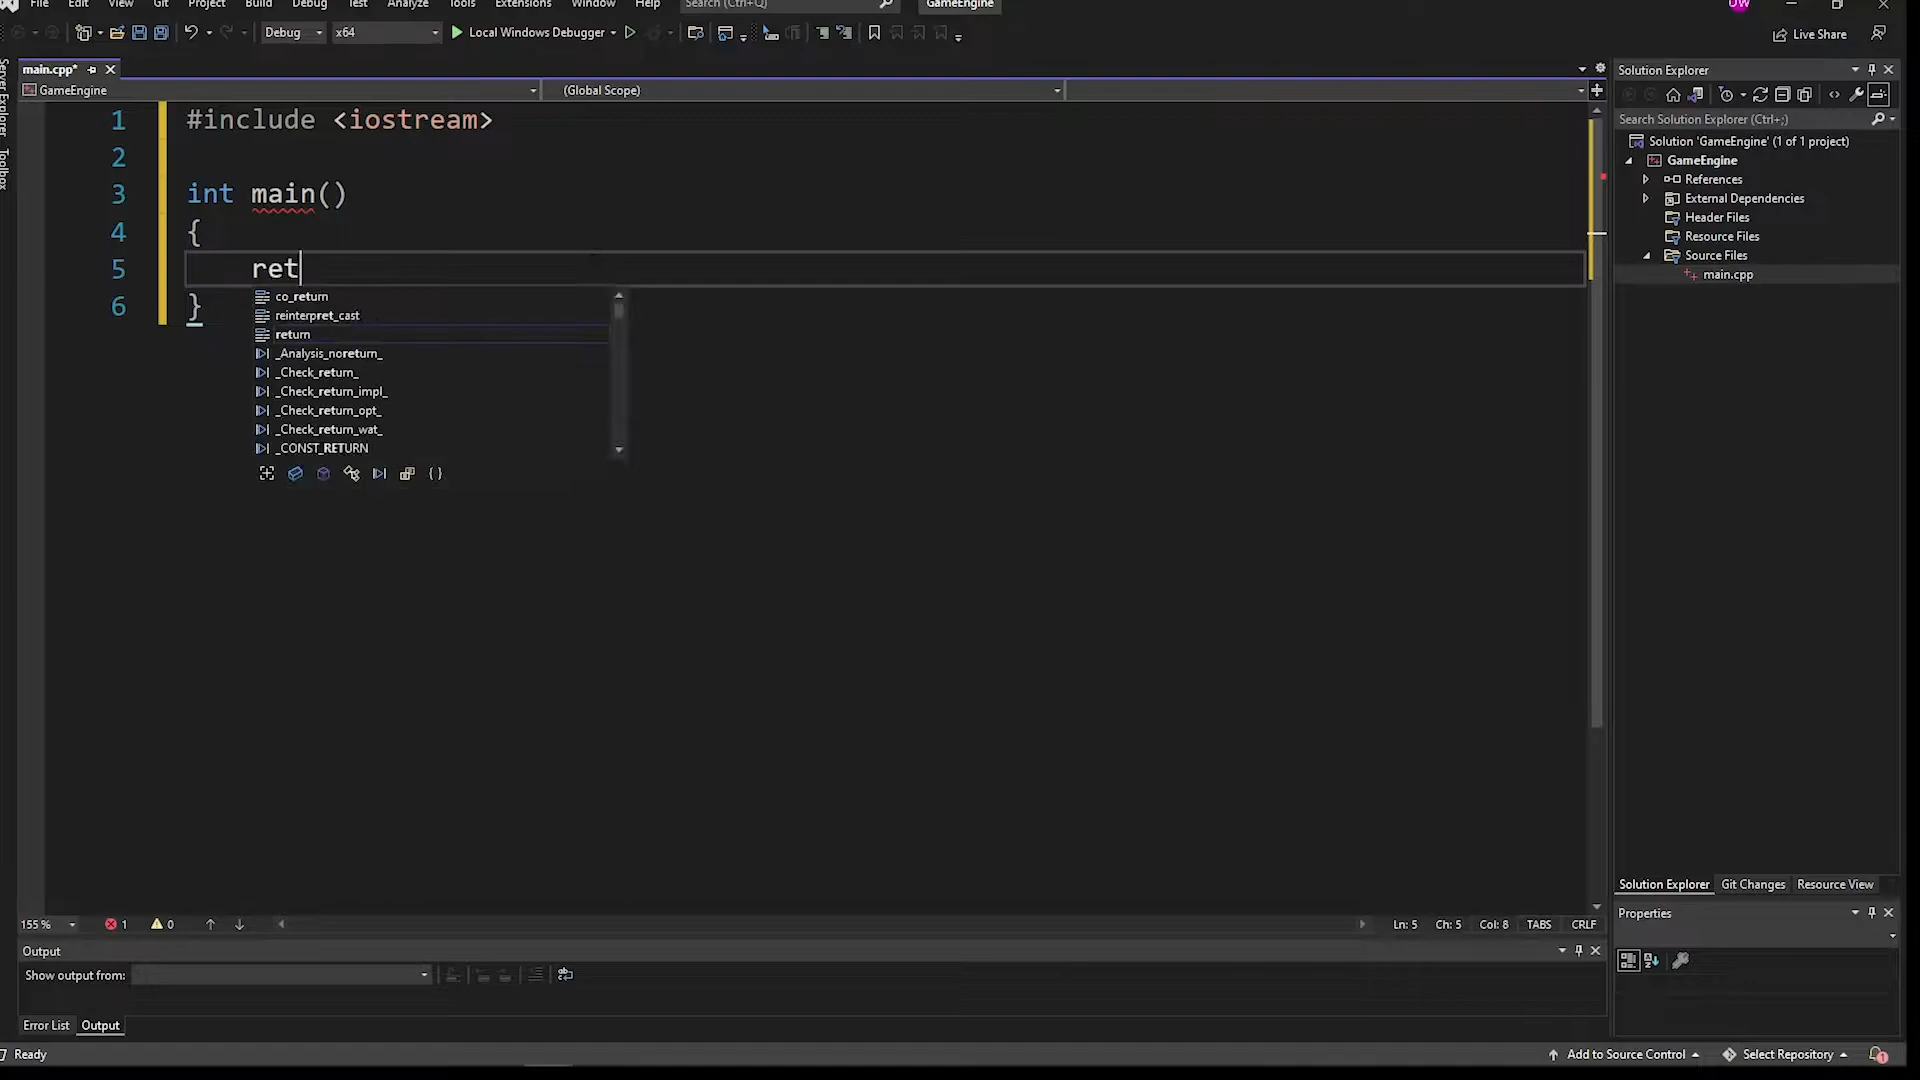 File Edit View Git Project Build Debug Test Analyze Tools Extensions Window Help Search (Ctrl+Q) GameEngine DW
Debug x64 Local Windows Debugger Live Share
Server Explorer
Toolbox
main.cpp*
GameEngine (Global Scope)
1 #include <iostream>
2
3 int main()
4 {
5 ret
6 }
co_return
reinterpret_cast
return
_Analysis_noreturn_
_Check_return_
_Check_return_impl_
_Check_return_opt_
_Check_return_wat_
_CONST_RETURN
155 % 1 0 Ln: 5 Ch: 5 Col: 8 TABS CRLF
Output
Show output from:
Error List Output
Solution Explorer
Search Solution Explorer (Ctrl+;)
Solution 'GameEngine' (1 of 1 project)
GameEngine
References
External Dependencies
Header Files
Resource Files
Source Files
main.cpp
Solution Explorer Git Changes Resource View
Properties
Ready Add to Source Control Select Repository 1